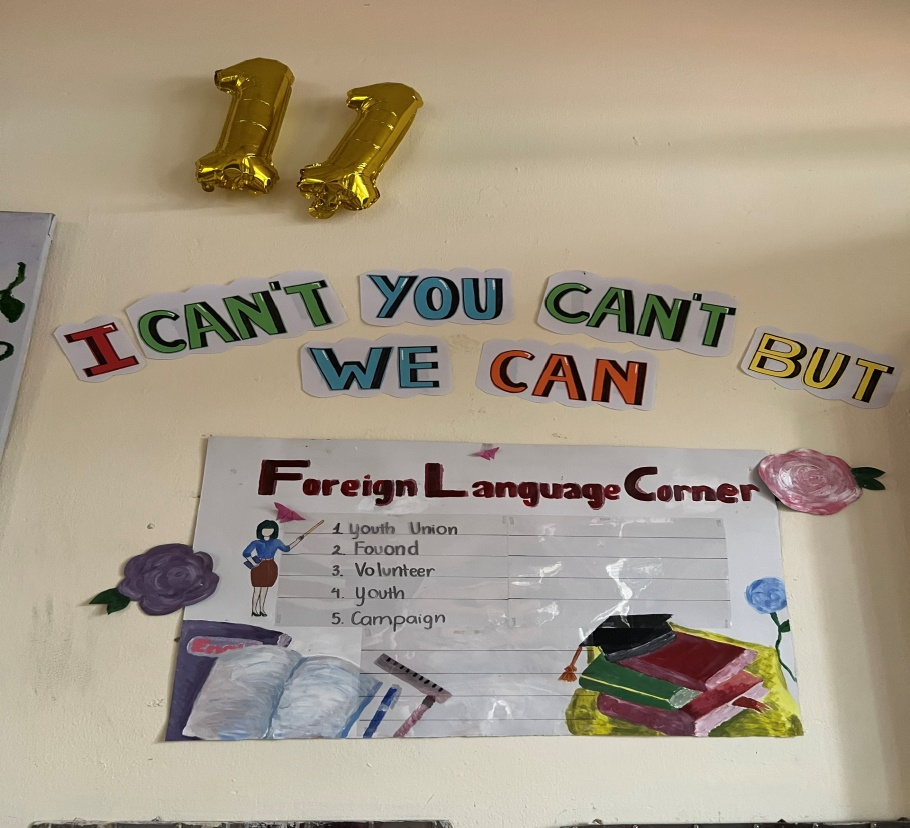 11
I CAN'T YOU CAN'T BUT
WE CAN
Foreign Language Corner
1. Youth Union
2. Fouond
3. Volunteer
4. Youth
5. Campaign